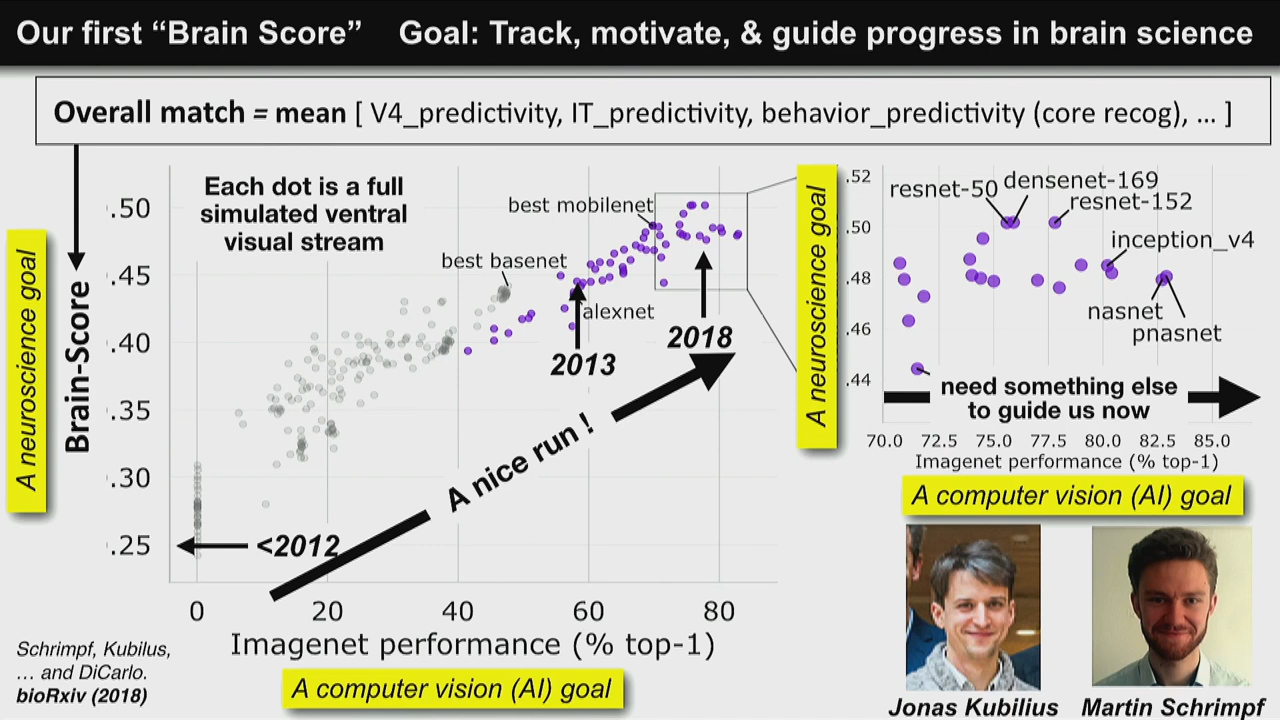 Our first “Brain Score” Goal: Track, motivate, & guide progress in brain science
Overall match = mean [ V4_predictivity, IT_predictivity, behavior_predictivity (core recog), ... ]
A neuroscience goal
Brain-Score
.50
.45
.40
.35
.30
.25
Each dot is a full
simulated ventral
visual stream
best mobilenet
best basenet
alexnet
2013
2018
A nice run !
<2012
0 20 40 60 80
Imagenet performance (% top-1)
A computer vision (AI) goal
Schrimpf, Kubilus,
... and DiCarlo.
bioRxiv (2018)
A neuroscience goal
.52
.50
.48
.46
.44
resnet-50
densenet-169
resnet-152
inception_v4
nasnet
pnasnet
need something else
to guide us now
70.0 72.5 75.0 77.5 80.0 82.5 85.0
Imagenet performance (% top-1)
A computer vision (AI) goal
Jonas Kubilius Martin Schrimpf